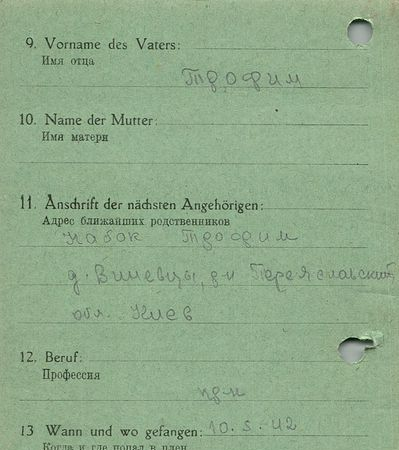 9. Vorname des Vaters:
Имя отца
Трофим
10. Name der Mutter:
Имя матери
11. Anschrift der nächsten Angehörigen:
Адрес ближайших родственников
Набок Трофим
д. Виневцы, р-н Переяславский
обл. Киев
12. Beruf:
Профессия
13 Wann und wo gefangen: 10. 5. 42
Когда и где попал в плен